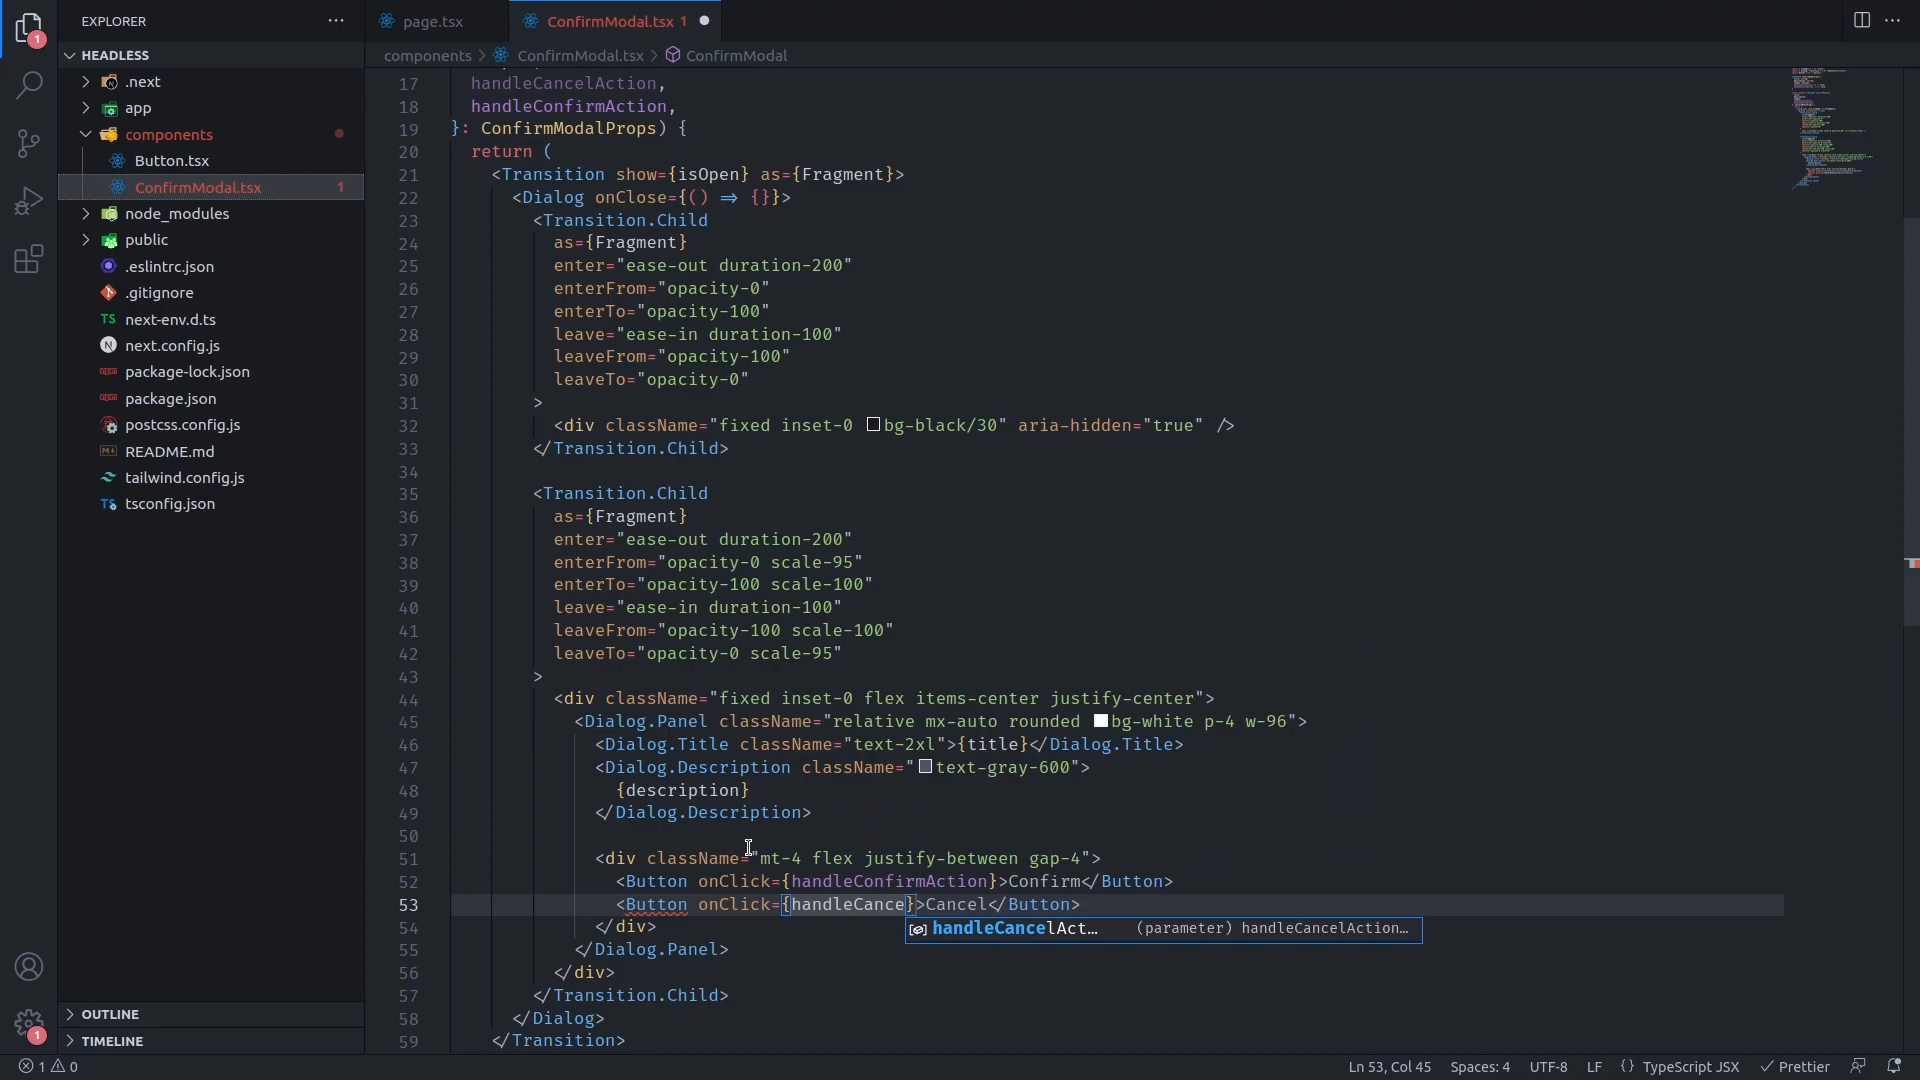 EXPLORER
page.tsx
ConfirmModal.tsx 1
HEADLESS
components > ConfirmModal.tsx > ConfirmModal
1
.next
app
components
Button.tsx
ConfirmModal.tsx 1
node_modules
public
.eslintrc.json
.gitignore
TS next-env.d.ts
N next.config.js
package-lock.json
package.json
postcss.config.js
README.md
tailwind.config.js
TS tsconfig.json
OUTLINE
TIMELINE
1
17 handleCancelAction,
18 handleConfirmAction,
19 }: ConfirmModalProps) {
20 return (
21 <Transition show={isOpen} as={Fragment}>
22 <Dialog onClose={() => {}}>
23 <Transition.Child
24 as={Fragment}
25 enter="ease-out duration-200"
26 enterFrom="opacity-0"
27 enterTo="opacity-100"
28 leave="ease-in duration-100"
29 leaveFrom="opacity-100"
30 leaveTo="opacity-0"
31 >
32 <div className="fixed inset-0 bg-black/30" aria-hidden="true" />
33 </Transition.Child>
34
35 <Transition.Child
36 as={Fragment}
37 enter="ease-out duration-200"
38 enterFrom="opacity-0 scale-95"
39 enterTo="opacity-100 scale-100"
40 leave="ease-in duration-100"
41 leaveFrom="opacity-100 scale-100"
42 leaveTo="opacity-0 scale-95"
43 >
44 <div className="fixed inset-0 flex items-center justify-center">
45 <Dialog.Panel className="relative mx-auto rounded bg-white p-4 w-96">
46 <Dialog.Title className="text-2xl">{title}</Dialog.Title>
47 <Dialog.Description className="text-gray-600">
48 {description}
49 </Dialog.Description>
50
51 <div className="mt-4 flex justify-between gap-4">
52 <Button onClick={handleConfirmAction}>Confirm</Button>
53 <Button onClick={handleCance}>Cancel</Button>
54 </div>
handleCancelAct… (parameter) handleCancelAction…
55 </Dialog.Panel>
56 </div>
57 </Transition.Child>
58 </Dialog>
59 </Transition>
1 0
Ln 53, Col 45
Spaces: 4
UTF-8
LF
{} TypeScript JSX
Prettier